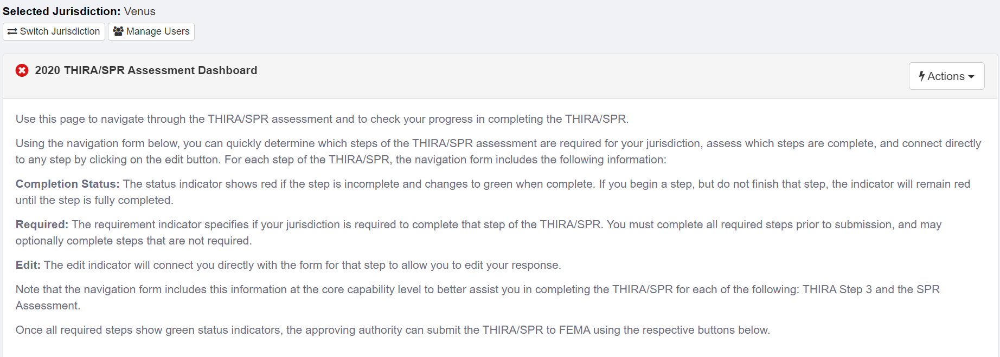 Selected Jurisdiction: Venus
Switch Jurisdiction Manage Users
2020 THIRA/SPR Assessment Dashboard
Actions
Use this page to navigate through the THIRA/SPR assessment and to check your progress in completing the THIRA/SPR.
Using the navigation form below, you can quickly determine which steps of the THIRA/SPR assessment are required for your jurisdiction, assess which steps are complete, and connect directly
to any step by clicking on the edit button. For each step of the THIRA/SPR, the navigation form includes the following information:
Completion Status: The status indicator shows red if the step is incomplete and changes to green when complete. If you begin a step, but do not finish that step, the indicator will remain red
until the step is fully completed.
Required: The requirement indicator specifies if your jurisdiction is required to complete that step of the THIRA/SPR. You must complete all required steps prior to submission, and may
optionally complete steps that are not required.
Edit: The edit indicator will connect you directly with the form for that step to allow you to edit your response.
Note that the navigation form includes this information at the core capability level to better assist you in completing the THIRA/SPR for each of the following: THIRA Step 3 and the SPR
Assessment.
Once all required steps show green status indicators, the approving authority can submit the THIRA/SPR to FEMA using the respective buttons below.